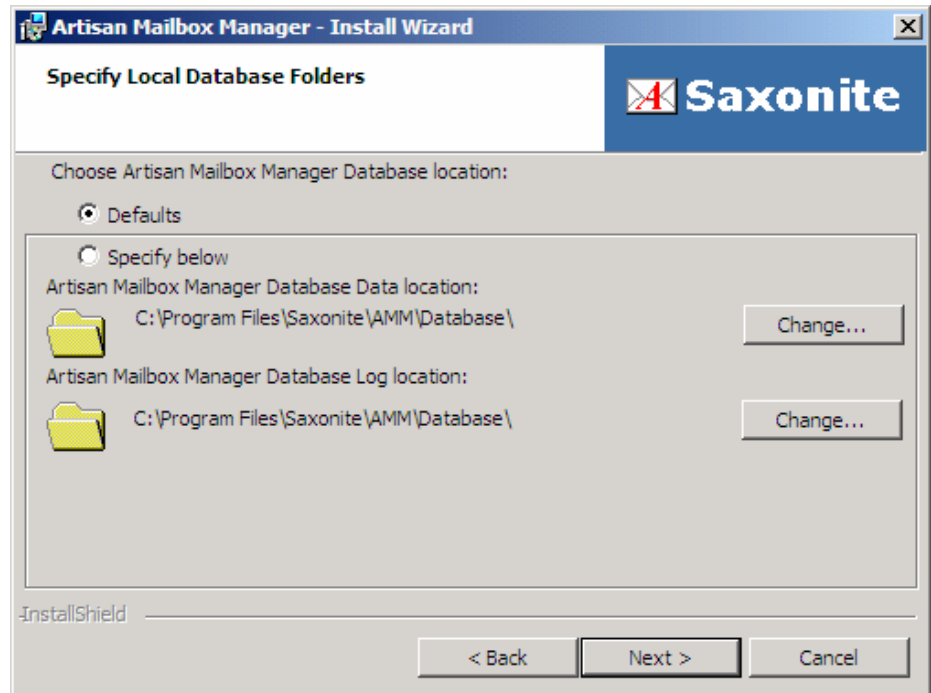 Artisan Mailbox Manager - Install Wizard
Specify Local Database Folders
A Saxonite
Choose Artisan Mailbox Manager Database location:
Defaults
Specify below
Artisan Mailbox Manager Database Data location:
C:\Program Files\Saxonite\AMM\Database\
Change...
Artisan Mailbox Manager Database Log location:
C:\Program Files\Saxonite\AMM\Database\
Change...
InstallShield
< Back
Next >
Cancel